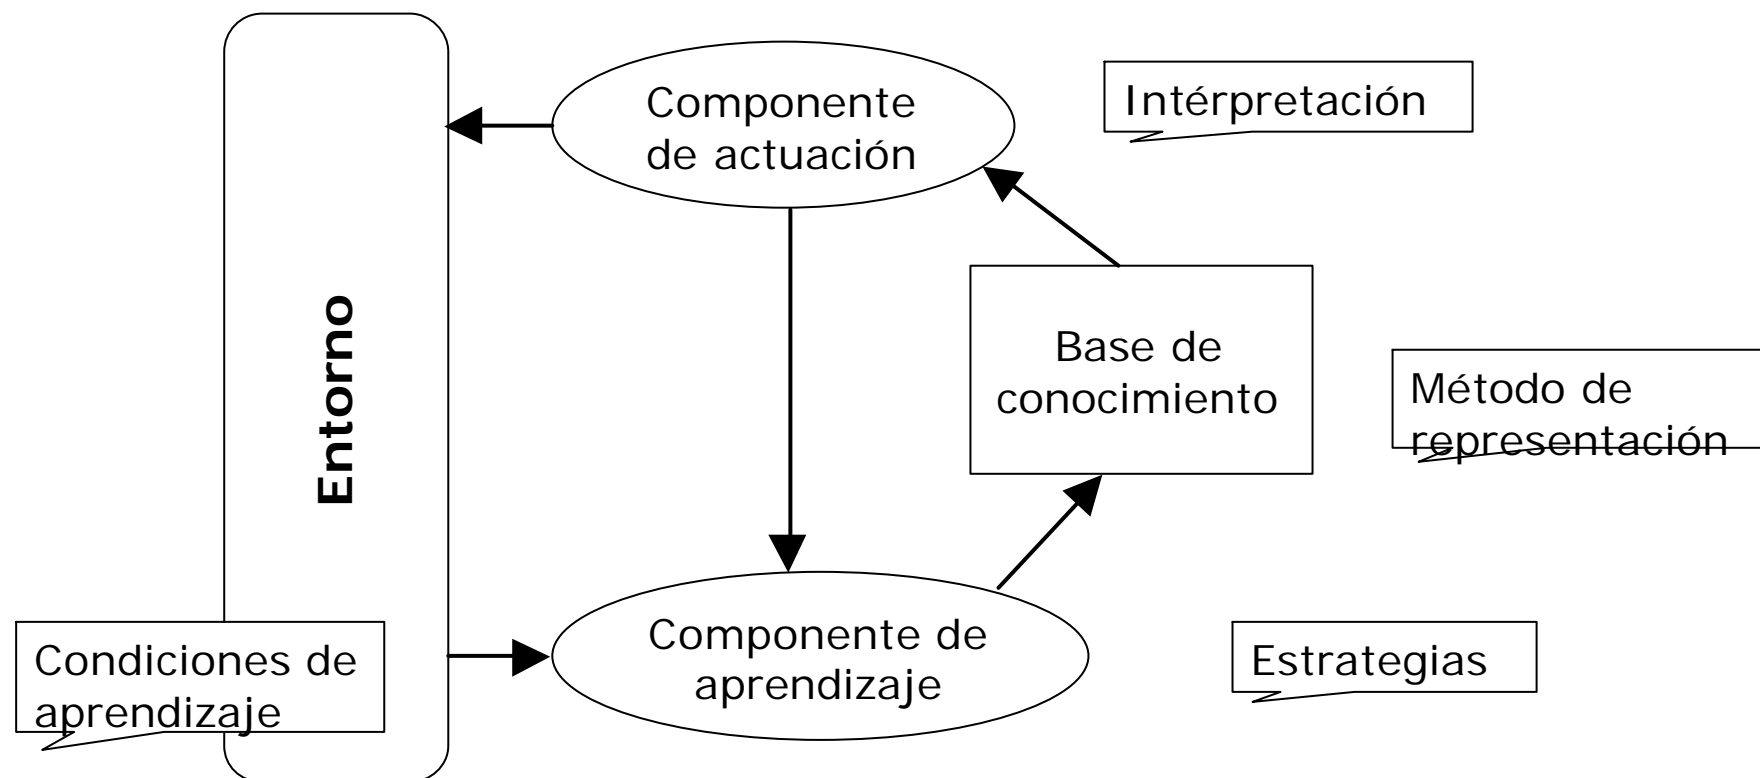 Componente
de actuación
Intérpretación
Entorno
Base de
conocimiento
Método de
representación
Condiciones de
aprendizaje
Componente de
aprendizaje
Estrategias